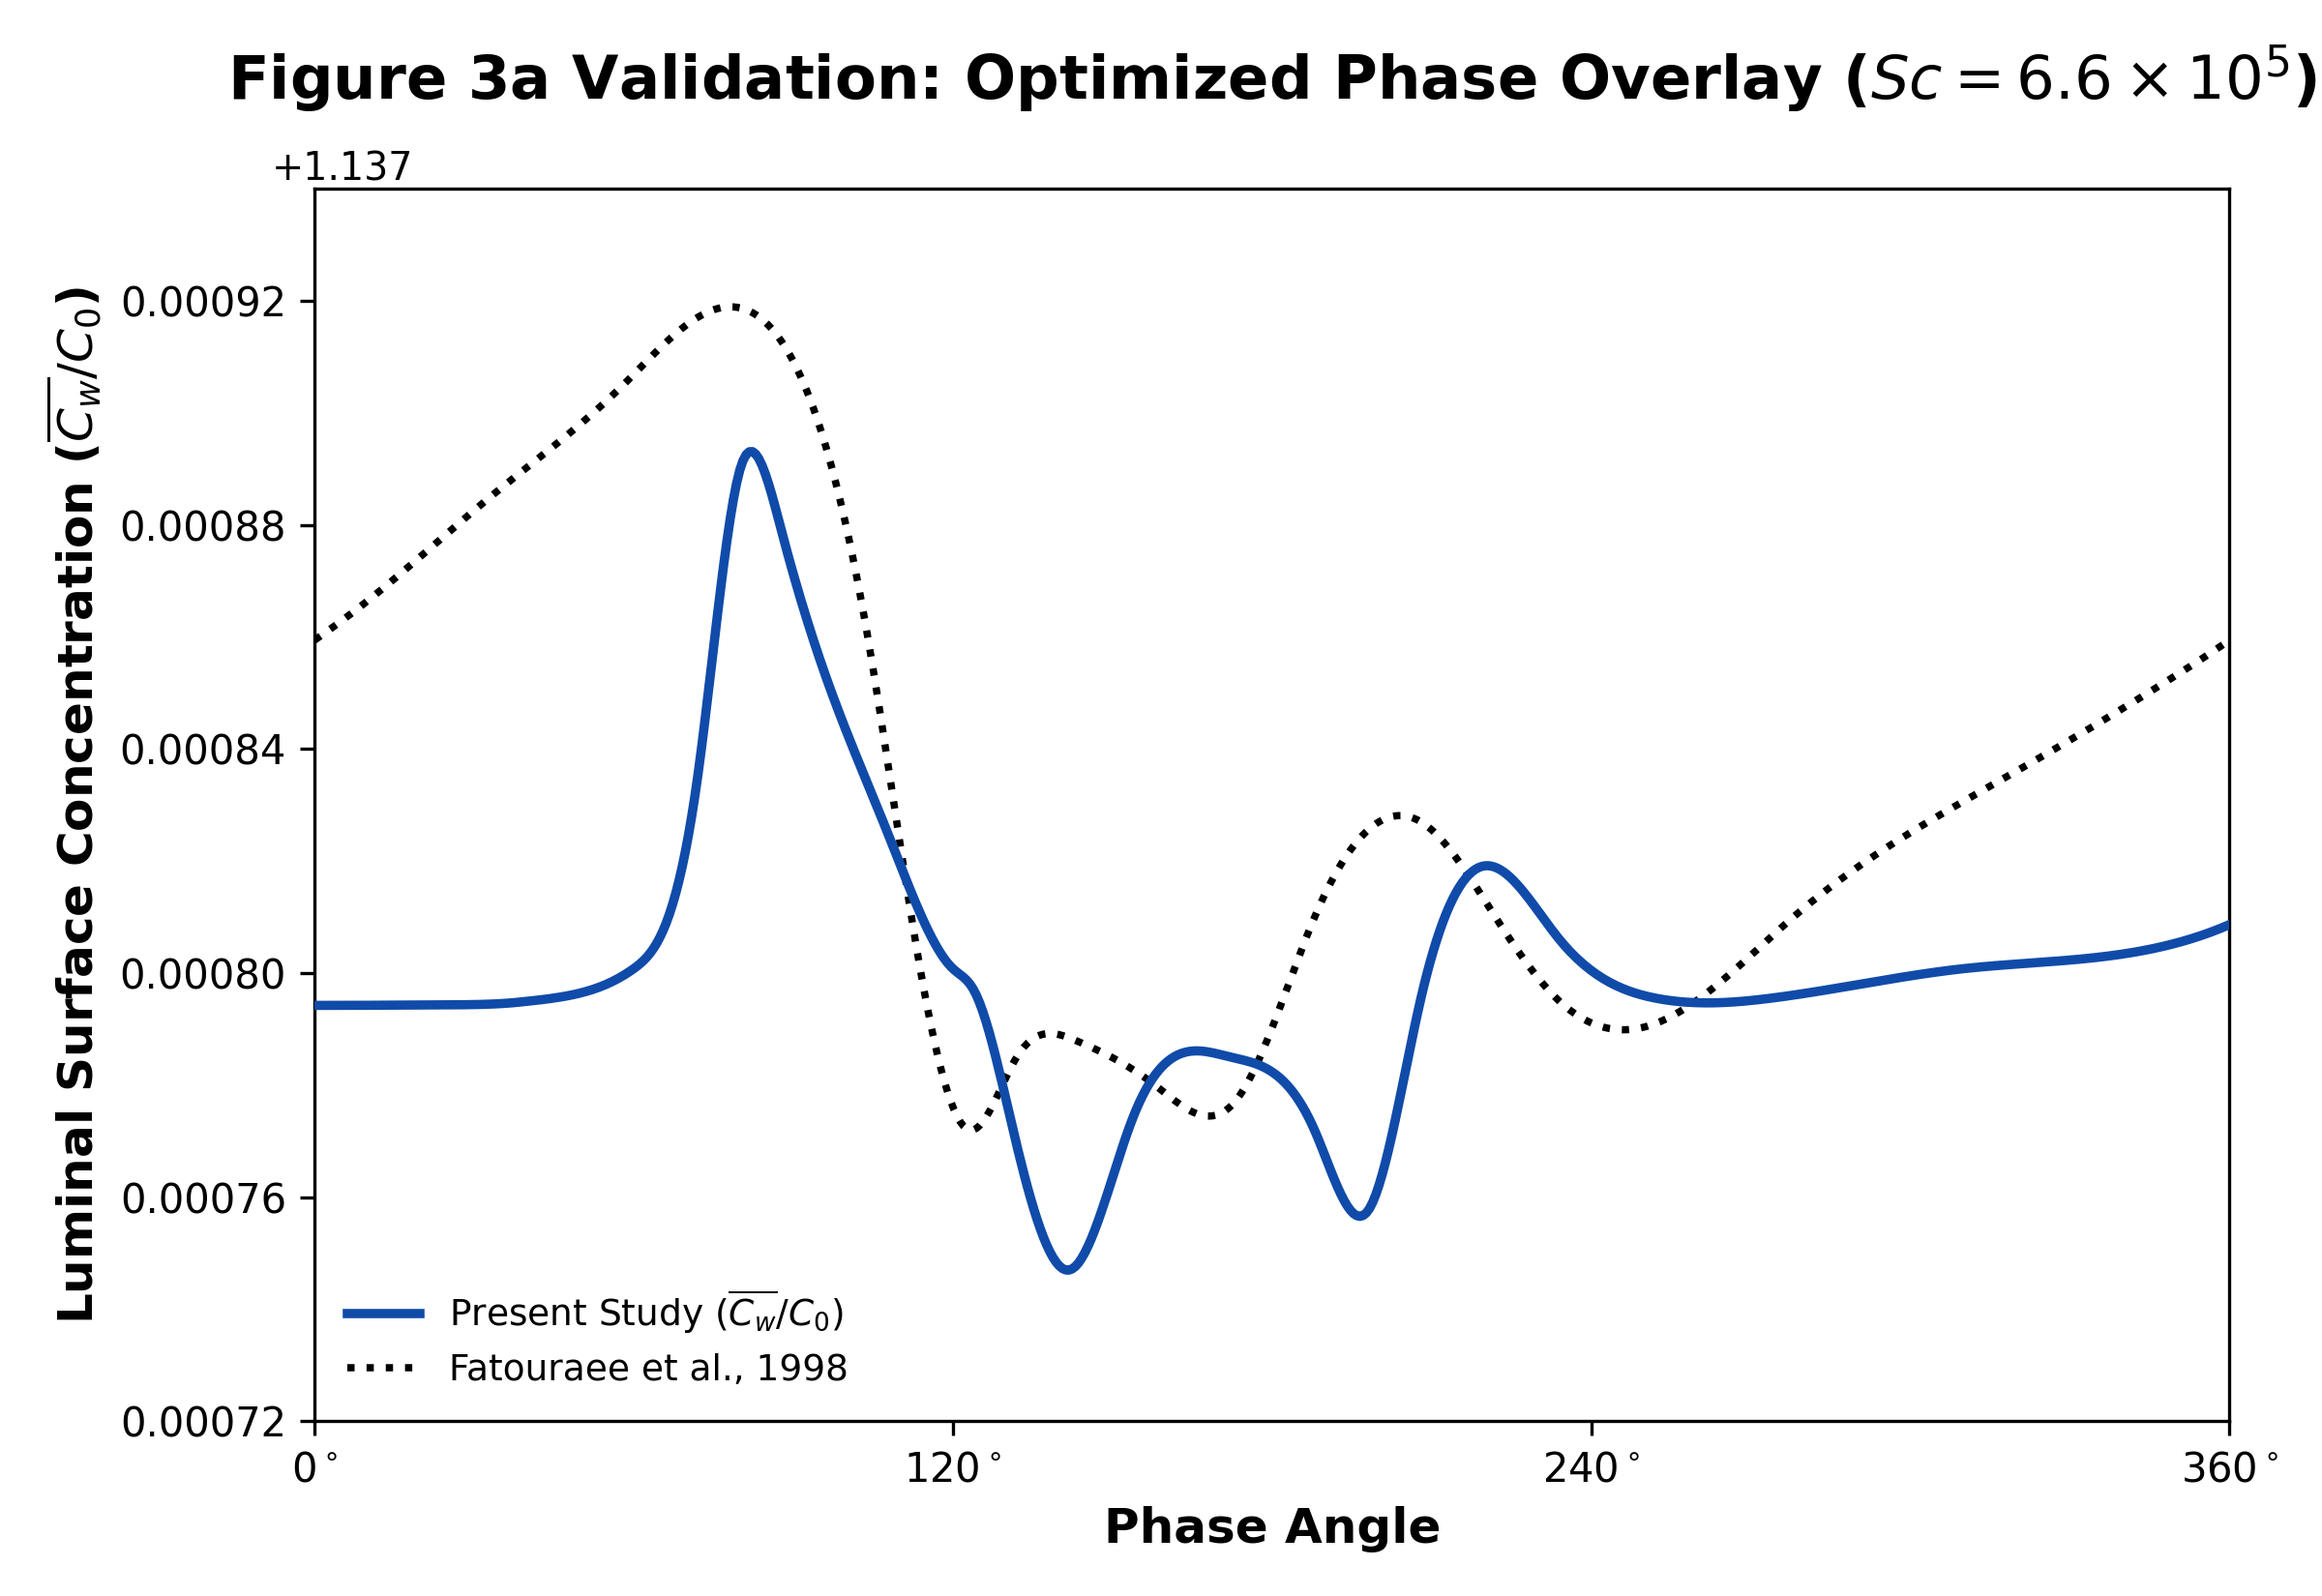 Figure 3a Validation: Optimized Phase Overlay (Sc = 6.6 × 10⁵)
+1.137
Luminal Surface Concentration (C̅w̅/C₀)
0.00092
0.00088
0.00084
0.00080
0.00076
0.00072
Present Study (C̅w̅/C₀)
Fatouraee et al., 1998
0°
120°
240°
360°
Phase Angle